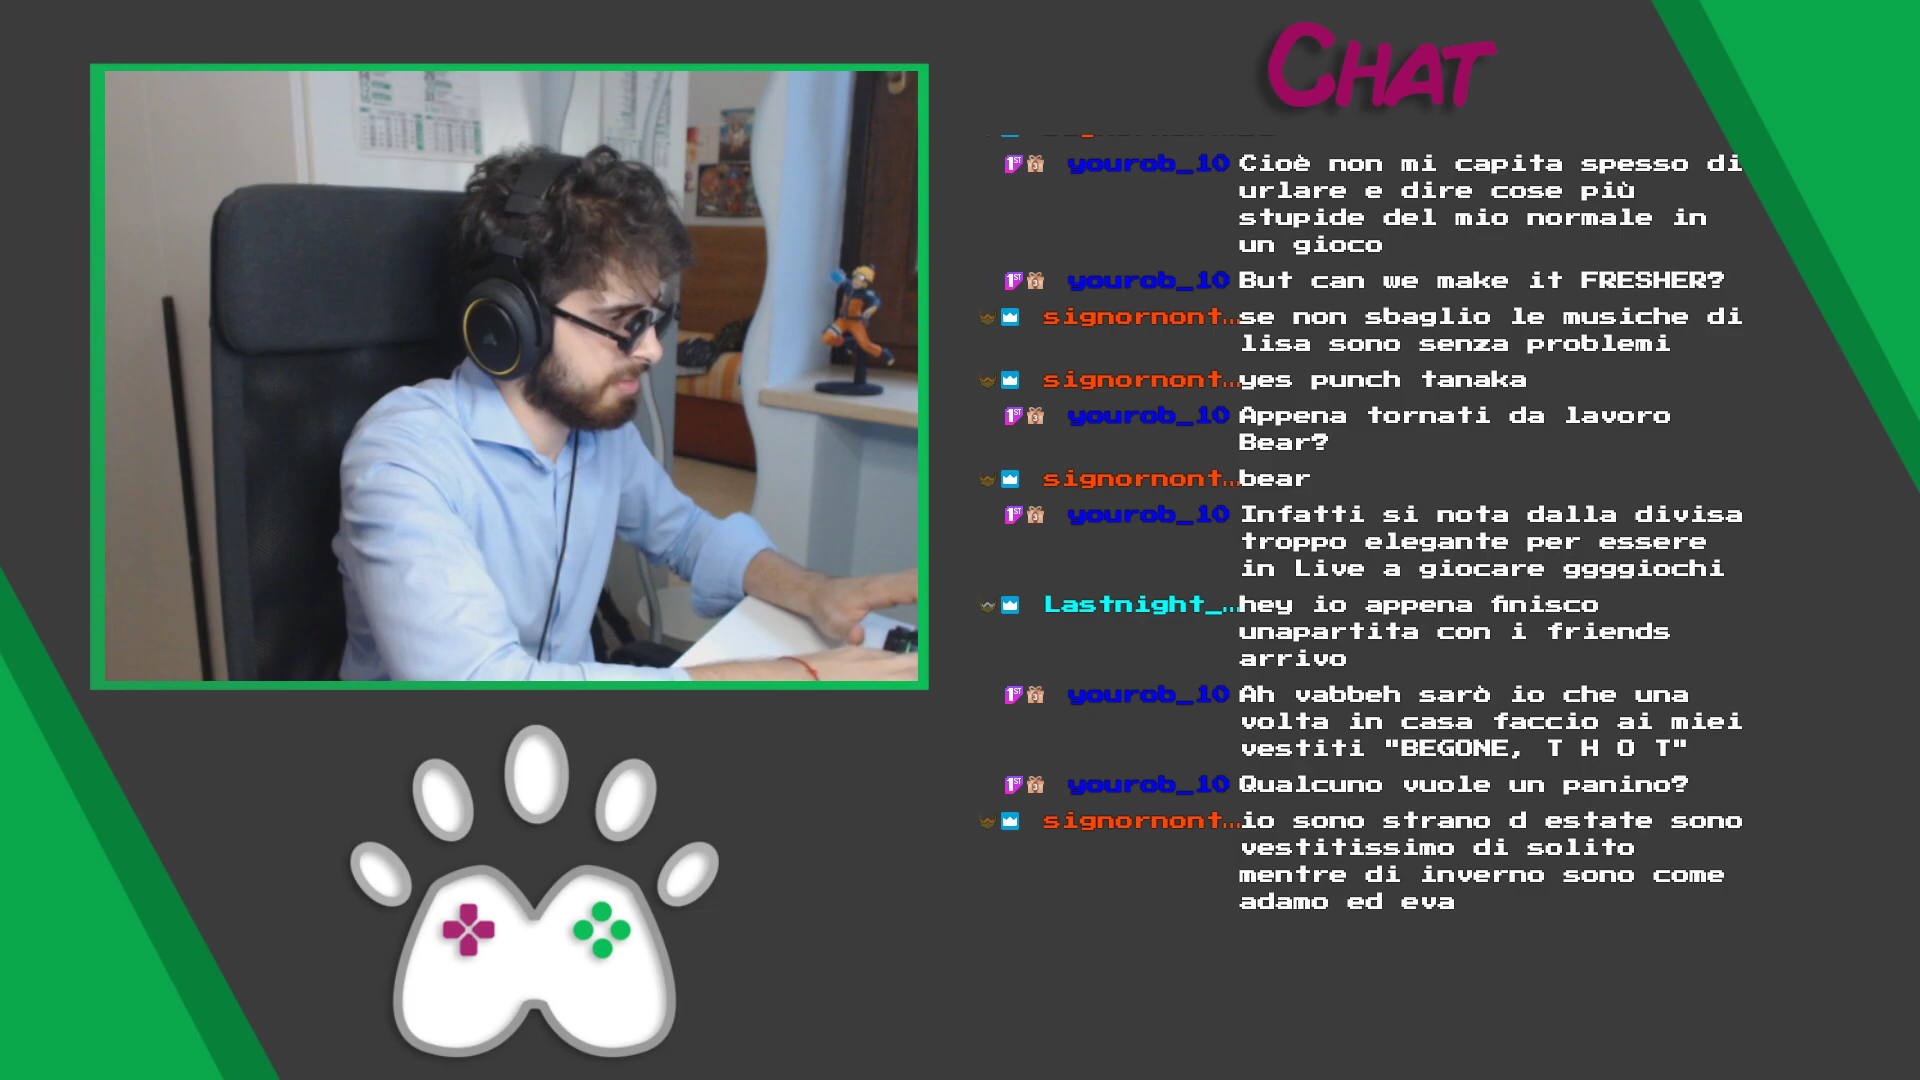 CHAT
yourob_10 Cioè non mi capita spesso di
urlare e dire cose più
stupide del mio normale in
un gioco
yourob_10 But can we make it FRESHER?
signornont… se non sbaglio le musiche di
lisa sono senza problemi
signornont… yes punch tanaka
yourob_10 Appena tornati da lavoro
Bear?
signornont… bear
yourob_10 Infatti si nota dalla divisa
troppo elegante per essere
in Live a giocare ggggiochi
Lastnight_… hey io appena finisco
unapartita con i friends
arrivo
yourob_10 Ah vabbeh sarò io che una
volta in casa faccio ai miei
vestiti "BEGONE, T H O T"
yourob_10 Qualcuno vuole un panino?
signornont… io sono strano d estate sono
vestitissimo di solito
mentre di inverno sono come
adamo ed eva